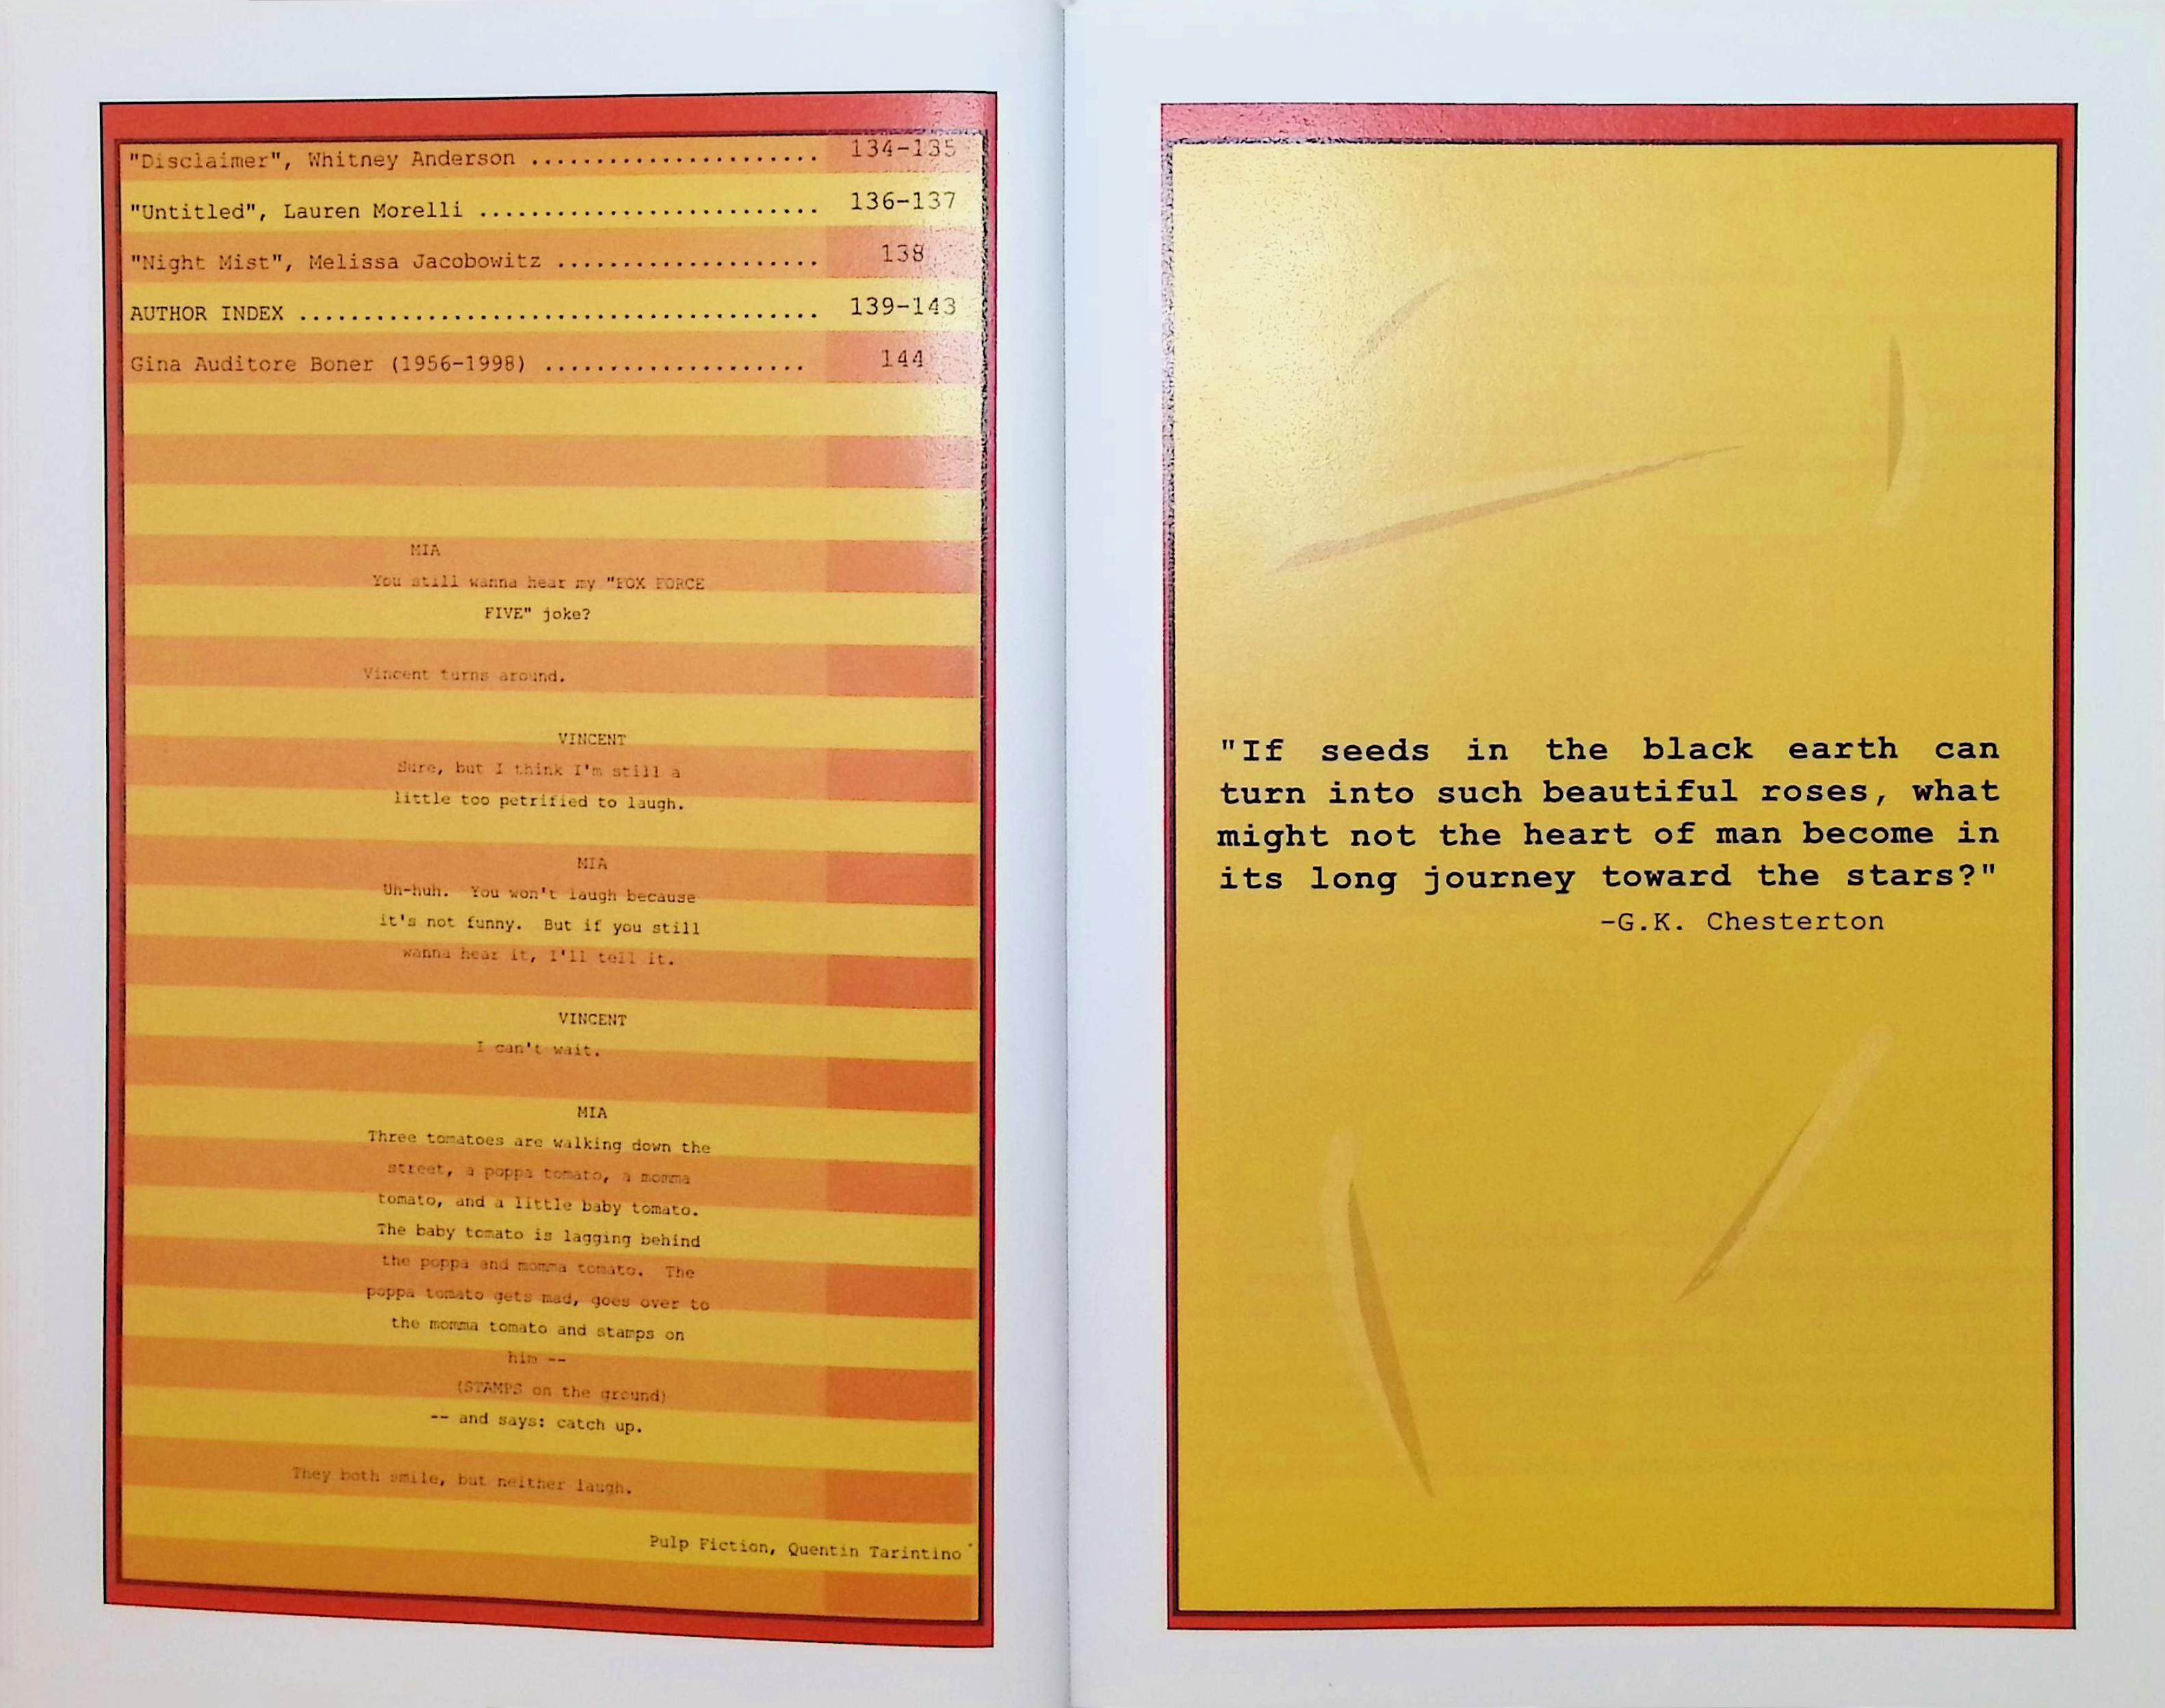 "Disclaimer", Whitney Anderson ...................... 134-135
"Untitled", Lauren Morelli .......................... 136-137
"Night Mist", Melissa Jacobowitz .................... 138
AUTHOR INDEX ........................................ 139-143
Gina Auditore Boner (1956-1998) .................... 144
MIA
You still wanna hear my "FOX FORCE
FIVE" joke?
Vincent turns around.
VINCENT
Sure, but I think I'm still a
little too petrified to laugh.
MIA
Uh-huh. You won't laugh because
it's not funny. But if you still
wanna hear it, I'll tell it.
VINCENT
I can't wait.
MIA
Three tomatoes are walking down the
street, a poppa tomato, a momma
tomato, and a little baby tomato.
The baby tomato is lagging behind
the poppa and momma tomato. The
poppa tomato gets mad, goes over to
the momma tomato and stamps on
him --
(STAMPS on the ground)
-- and says: catch up.
They both smile, but neither laugh.
Pulp Fiction, Quentin Tarintino
"If seeds in the black earth can
turn into such beautiful roses, what
might not the heart of man become in
its long journey toward the stars?"
-G.K. Chesterton